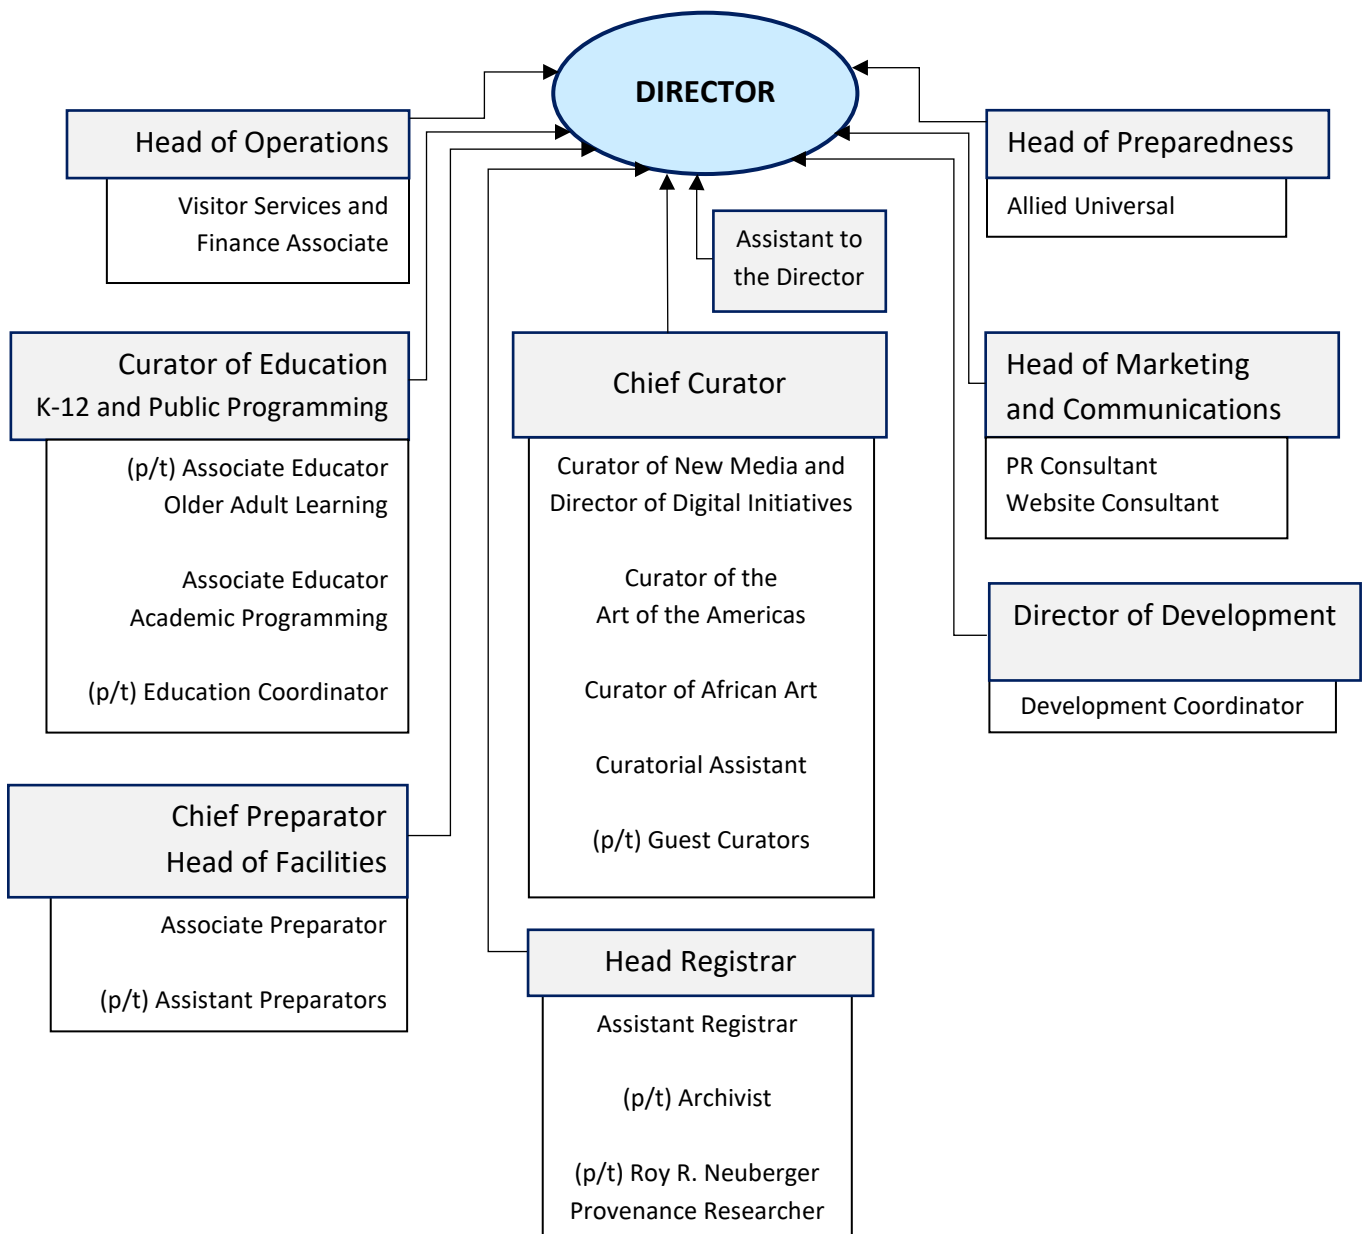 DIRECTOR
Head of Operations
Visitor Services and
Finance Associate
Head of Preparedness
Allied Universal
Assistant to
the Director
Curator of Education
K-12 and Public Programming
(p/t) Associate Educator
Older Adult Learning
Associate Educator
Academic Programming
(p/t) Education Coordinator
Chief Curator
Curator of New Media and
Director of Digital Initiatives
Curator of the
Art of the Americas
Curator of African Art
Curatorial Assistant
(p/t) Guest Curators
Head of Marketing
and Communications
PR Consultant
Website Consultant
Director of Development
Development Coordinator
Chief Preparator
Head of Facilities
Associate Preparator
(p/t) Assistant Preparators
Head Registrar
Assistant Registrar
(p/t) Archivist
(p/t) Roy R. Neuberger
Provenance Researcher